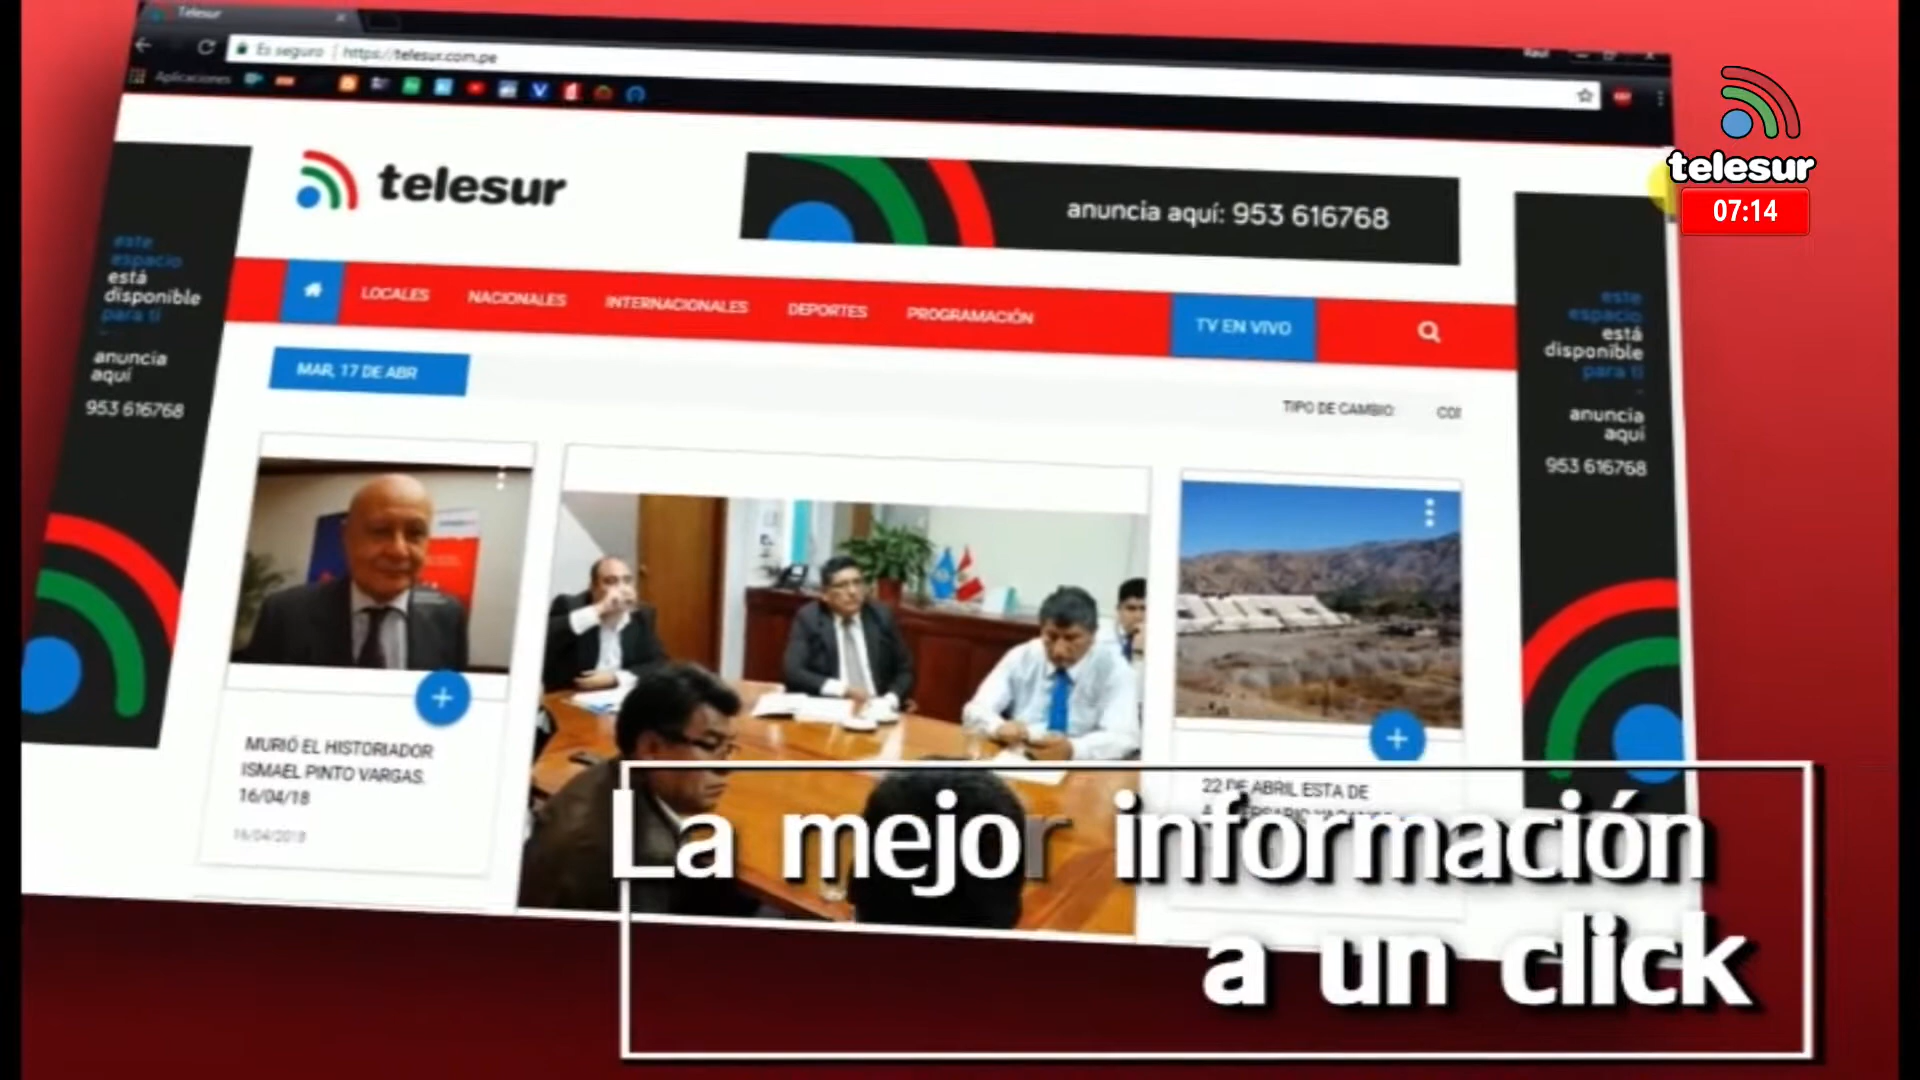 Telesur
Raul
Es seguro | https://telesur.com.pe
Aplicaciones
telesur
07:14
telesur
anuncia aquí: 953 616768
LOCALES
NACIONALES
INTERNACIONALES
DEPORTES
PROGRAMACIÓN
TV EN VIVO
este
espacio
está
disponible
para ti
anuncia
aquí
953 616768
este
espacio
está
disponible
para ti
anuncia
aquí
953 616768
MAR, 17 DE ABR
TIPO DE CAMBIO
MURIÓ EL HISTORIADOR
ISMAEL PINTO VARGAS.
16/04/18
16/04/2018
22 DE ABRIL ESTA DE
La mejor información
a un click